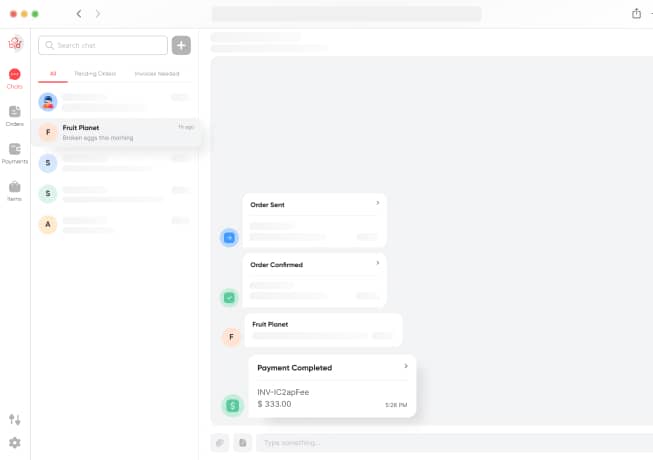 Search chat
All
Pending Orders
Invoices Needed
Chats
Orders
Payments
Items
F
Fruit Planet
1h ago
Broken eggs this morning
S
S
A
Order Sent
Order Confirmed
F
Fruit Planet
Payment Completed
INV-IC2apFee
$ 333.00
5:28 PM
Type something...